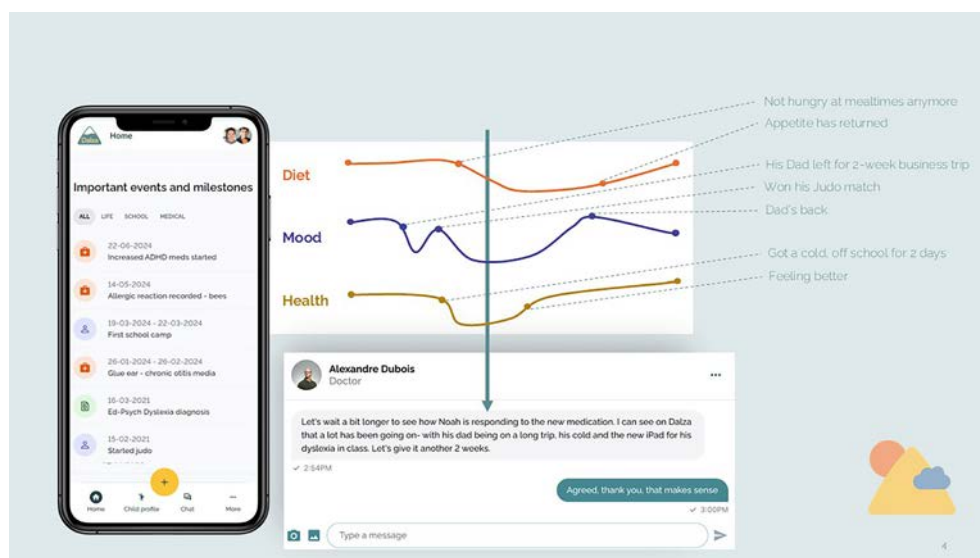 Dalza
Home
Important events and milestones
ALL LIFE SCHOOL MEDICAL
22-06-2024
Increased ADHD meds started
14-05-2024
Allergic reaction recorded - bees
19-03-2024 - 22-03-2024
First school camp
26-01-2024 - 26-02-2024
Glue ear - chronic otitis media
16-03-2021
Ed-Psych Dyslexia diagnosis
15-02-2021
Started judo
+
Home Child profile Chat More
Diet
Mood
Health
Not hungry at mealtimes anymore
Appetite has returned
His Dad left for 2-week business trip
Won his Judo match
Dad's back
Got a cold, off school for 2 days
Feeling better
Alexandre Dubois
Doctor
Let's wait a bit longer to see how Noah is responding to the new medication. I can see on Dalza
that a lot has been going on- with his dad being on a long trip, his cold and the new iPad for his
dyslexia in class. Let's give it another 2 weeks.
2:54PM
Agreed, thank you, that makes sense
3:00PM
Type a message
4